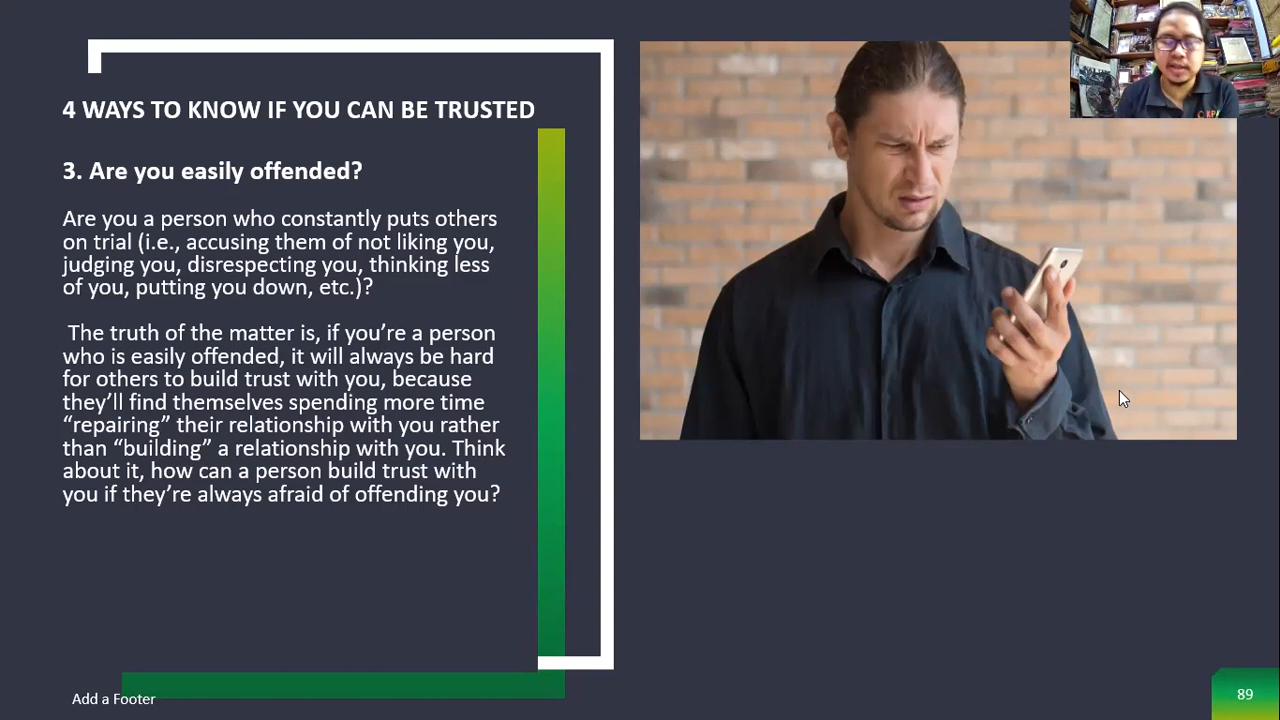 4 WAYS TO KNOW IF YOU CAN BE TRUSTED
3. Are you easily offended?
Are you a person who constantly puts others
on trial (i.e., accusing them of not liking you,
judging you, disrespecting you, thinking less
of you, putting you down, etc.)?
The truth of the matter is, if you’re a person
who is easily offended, it will always be hard
for others to build trust with you, because
they’ll find themselves spending more time
“repairing” their relationship with you rather
than “building” a relationship with you. Think
about it, how can a person build trust with
you if they’re always afraid of offending you?
Add a Footer
89